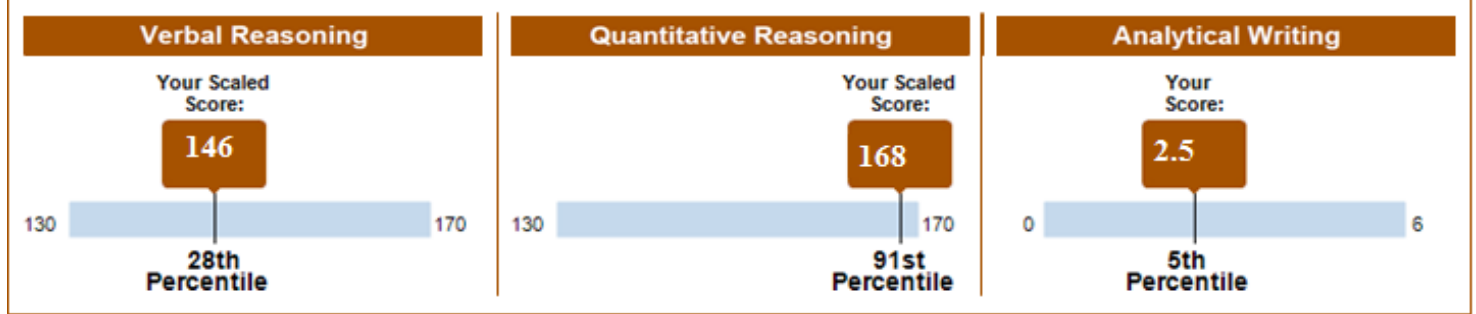 Verbal Reasoning
Your Scaled
Score:
146
130
170
28th
Percentile
Quantitative Reasoning
Your Scaled
Score:
168
130
170
91st
Percentile
Analytical Writing
Your
Score:
2.5
0
6
5th
Percentile